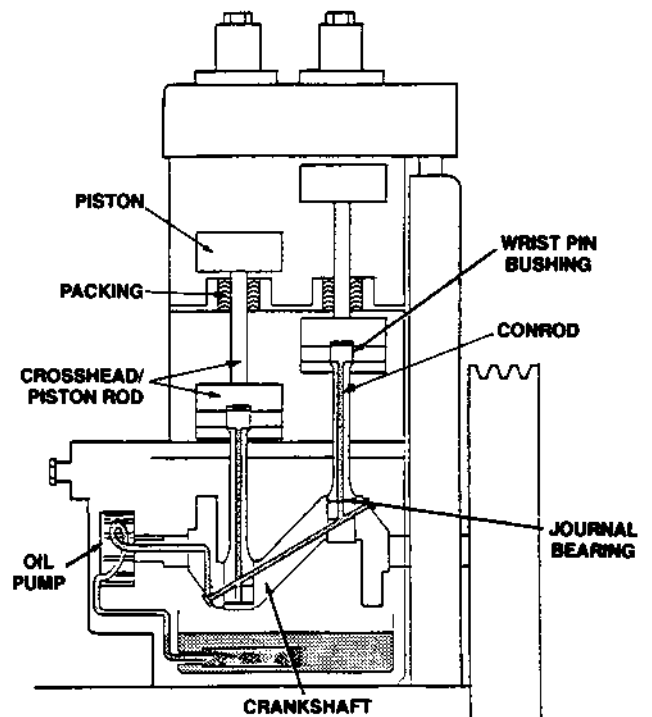 PISTON
WRIST PIN
BUSHING
PACKING
CONROD
CROSSHEAD/
PISTON ROD
JOURNAL
BEARING
OIL
PUMP
CRANKSHAFT